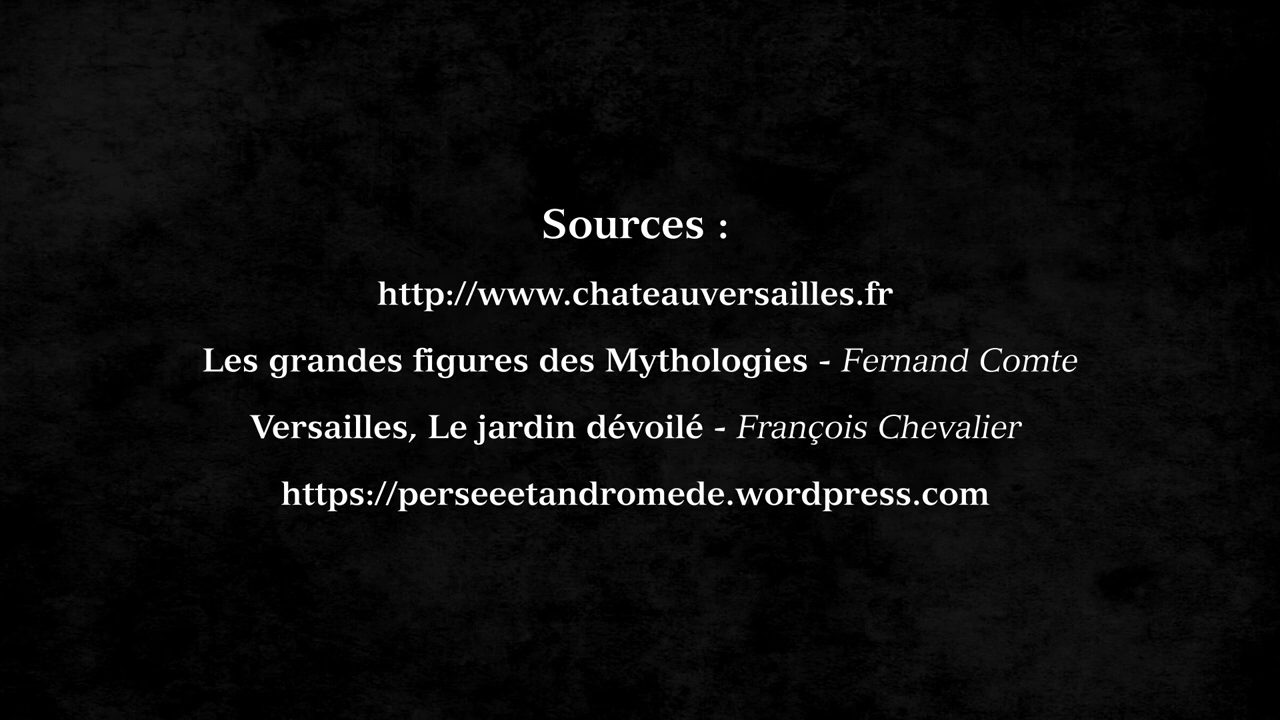 Sources :
http://www.chateauversailles.fr
Les grandes figures des Mythologies - Fernand Comte
Versailles, Le jardin dévoilé - François Chevalier
https://perseeetandromede.wordpress.com